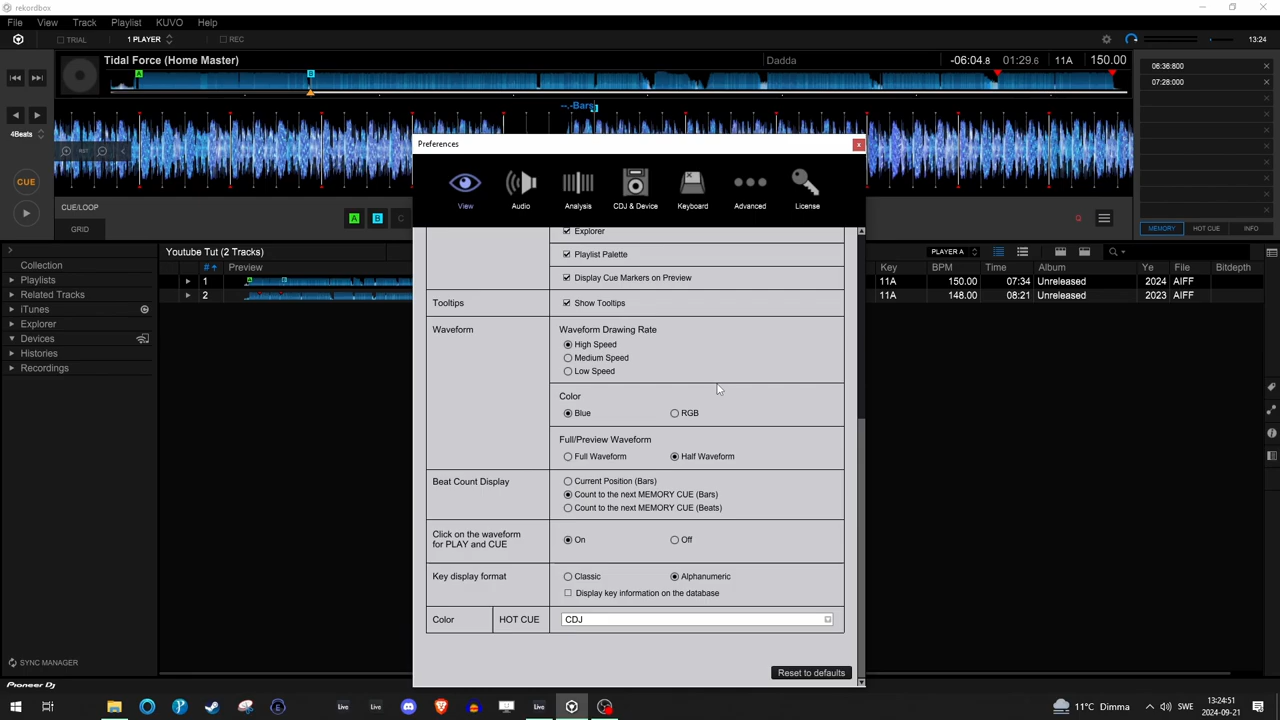 rekordbox
File View Track Playlist KUVO Help
TRIAL 1 PLAYER REC 13:24
Tidal Force (Home Master) Dadda -06:04.8 01:29.6 11A 150.00
A B
--.-Bars
4Beats
RST
CUE
CUE/LOOP
GRID
A B C
06:36:800
07:28:000
Q
MEMORY HOT CUE INFO
Preferences
View Audio Analysis CDJ & Device Keyboard Advanced License
Explorer
Playlist Palette
Display Cue Markers on Preview
Tooltips Show Tooltips
Waveform Waveform Drawing Rate
High Speed
Medium Speed
Low Speed
Color
Blue RGB
Full/Preview Waveform
Full Waveform Half Waveform
Beat Count Display Current Position (Bars)
Count to the next MEMORY CUE (Bars)
Count to the next MEMORY CUE (Beats)
Click on the waveform
for PLAY and CUE
On Off
Key display format Classic Alphanumeric
Display key information on the database
Color HOT CUE CDJ
Reset to defaults
Youtube Tut (2 Tracks)
PLAYER A
# Preview Key BPM Time Album Ye File Bitdepth
1 11A 150.00 07:34 Unreleased 2024 AIFF
2 11A 148.00 08:21 Unreleased 2023 AIFF
Collection
Playlists
Related Tracks
iTunes
Explorer
Devices
Histories
Recordings
SYNC MANAGER
Pioneer Dj
Live Live Live
11°C Dimma SWE
13:24:51
2024-09-21